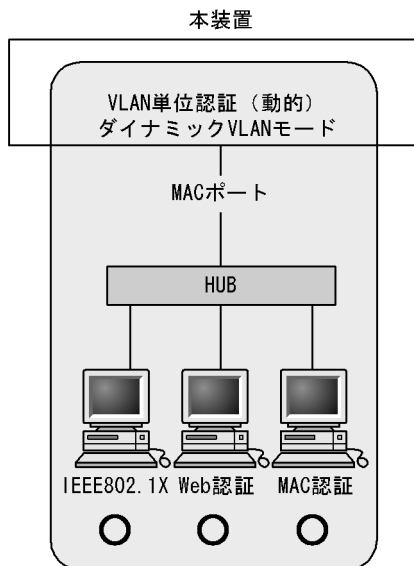 本装置
VLAN単位認証（動的）
ダイナミックVLANモード
MACポート
HUB
IEEE802.1X Web認証 MAC認証